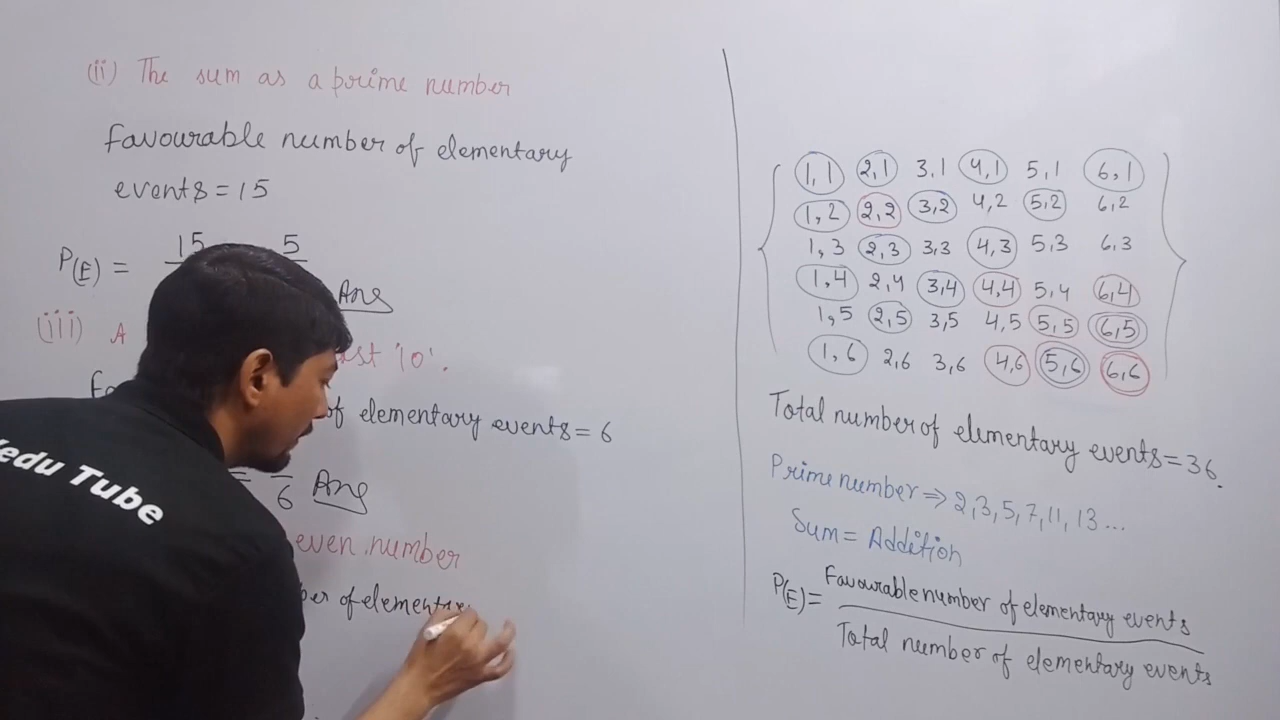 (ii) The sum as a prime number
Favourable number of elementary
events = 15
P(E) = 15 5
Ans
(iii) A '10'.
of elementary events = 6
= 6 Ans
even number
of
edu Tube
1,1 2,1 3,1 4,1 5,1 6,1
1,2 2,2 3,2 4,2 5,2 6,2
1,3 2,3 3,3 4,3 5,3 6,3
1,4 2,4 3,4 4,4 5,4 6,4
1,5 2,5 3,5 4,5 5,5 6,5
1,6 2,6 3,6 4,6 5,6 6,6
Total number of elementary events = 36.
Prime number ⇒ 2, 3, 5, 7, 11, 13 ...
Sum = Addition
P(E) = Favourable number of elementary events
Total number of elementary events